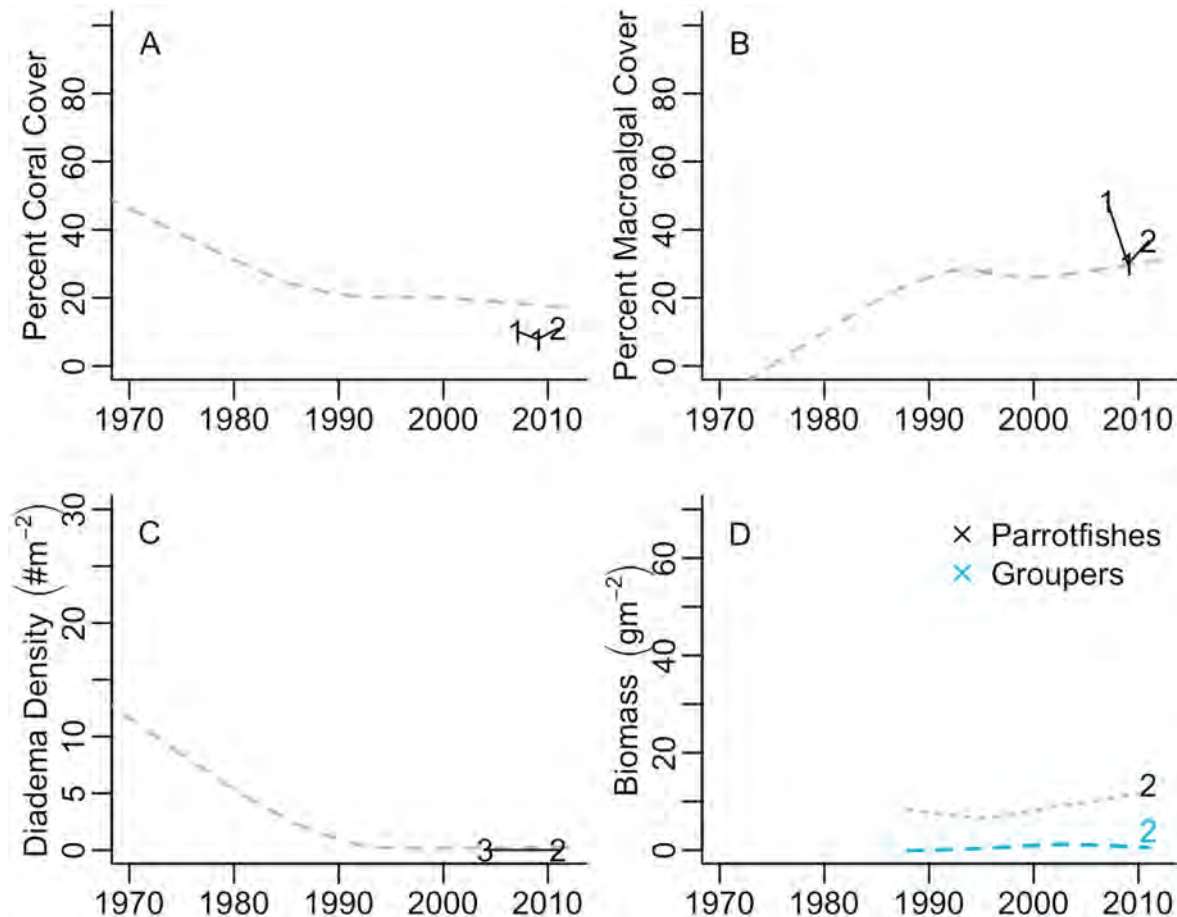 A
Percent Coral Cover
0 20 40 60 80
1 1 2
1970 1980 1990 2000 2010
B
Percent Macroalgal Cover
0 20 40 60 80
1 1 2
1970 1980 1990 2000 2010
C
Diadema Density (#m⁻²)
0 5 10 20 30
3 2
1970 1980 1990 2000 2010
D
× Parrotfishes
× Groupers
Biomass (gm⁻²)
0 20 40 60
2
2
1970 1980 1990 2000 2010